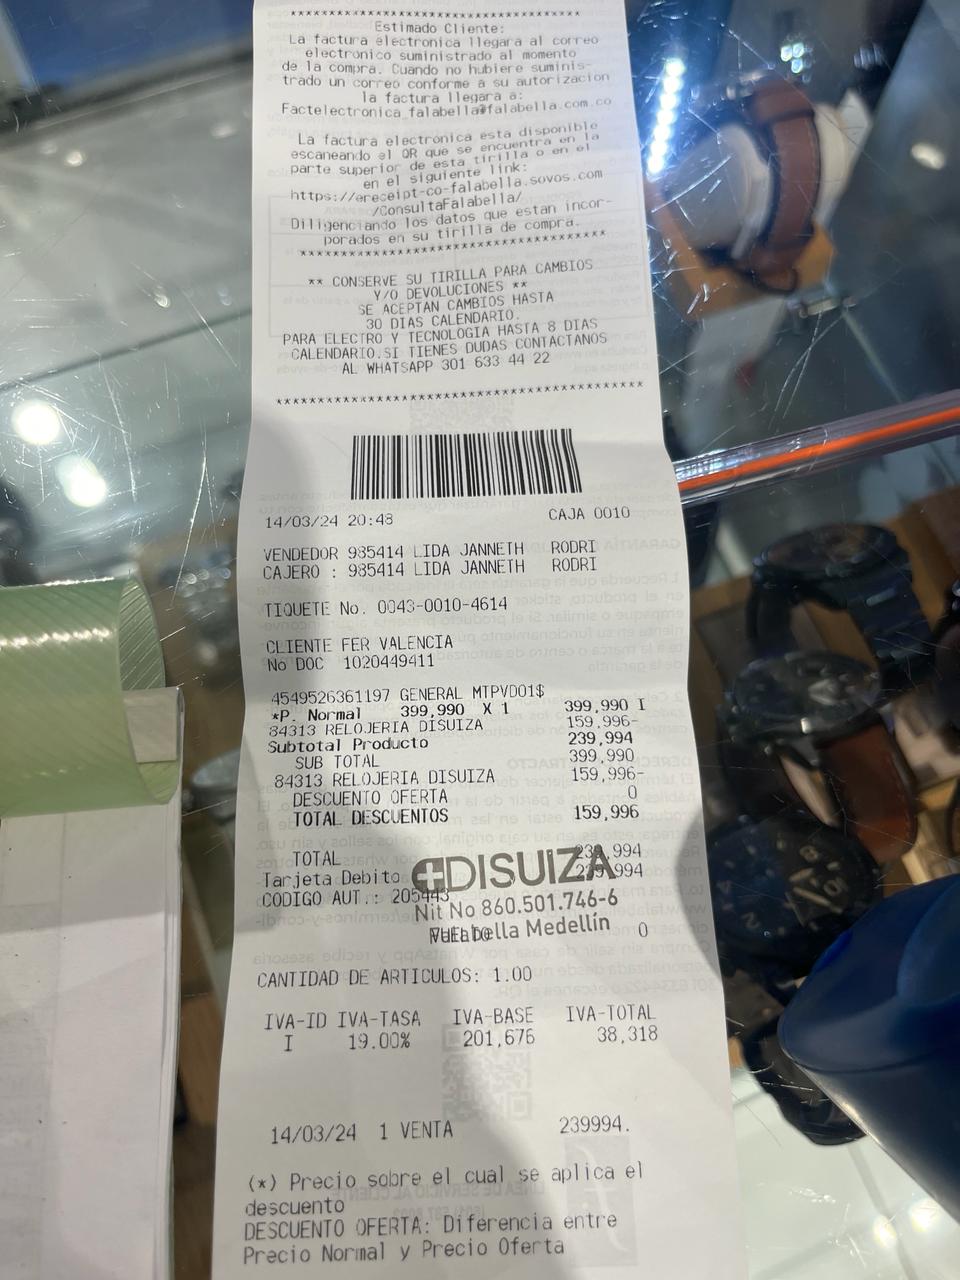 ****************************************
Estimado Cliente:
La factura electronica llegara al correo
electronico suministrado al momento
de la compra. Cuando no hubiere suminis-
trado un correo conforme a su autorizacion
la factura llegara a:
Factelectronica_falabella@falabella.com.co
La factura electronica esta disponible
escaneando el QR que se encuentra en la
parte superior de esta tirilla o en el
en el siguiente link:
https://ereceipt-co-falabella.sovos.com
/ConsultaFalabella/
Diligenciando los datos que estan incor-
porados en su tirilla de compra.
****************************************
** CONSERVE SU TIRILLA PARA CAMBIOS
Y/O DEVOLUCIONES **
SE ACEPTAN CAMBIOS HASTA
30 DIAS CALENDARIO.
PARA ELECTRO Y TECNOLOGIA HASTA 8 DIAS
CALENDARIO.SI TIENES DUDAS CONTACTANOS
AL WHATSAPP 301 633 44 22
****************************************
14/03/24 20:48 CAJA 0010
VENDEDOR 985414 LIDA JANNETH RODRI
CAJERO : 985414 LIDA JANNETH RODRI
TIQUETE No. 0043-0010-4614
CLIENTE FER VALENCIA
No DOC 1020449411
4549526361197 GENERAL MTPVD01$
*P. Normal 399,990 X 1 399,990 I
84313 RELOJERIA DISUIZA 159,996-
Subtotal Producto 239,994
SUB TOTAL 399,990
84313 RELOJERIA DISUIZA 159,996-
DESCUENTO OFERTA 0
TOTAL DESCUENTOS 159,996
TOTAL 239,994
Tarjeta Debito 239,994
CODIGO AUT.: 205443
DISUIZA
Nit No 860.501.746-6
Falabella Medellín
VUELTO 0
CANTIDAD DE ARTICULOS: 1.00
IVA-ID IVA-TASA IVA-BASE IVA-TOTAL
I 19.00% 201,676 38,318
14/03/24 1 VENTA 239994.
(*) Precio sobre el cual se aplica el
descuento
DESCUENTO OFERTA: Diferencia entre
Precio Normal y Precio Oferta